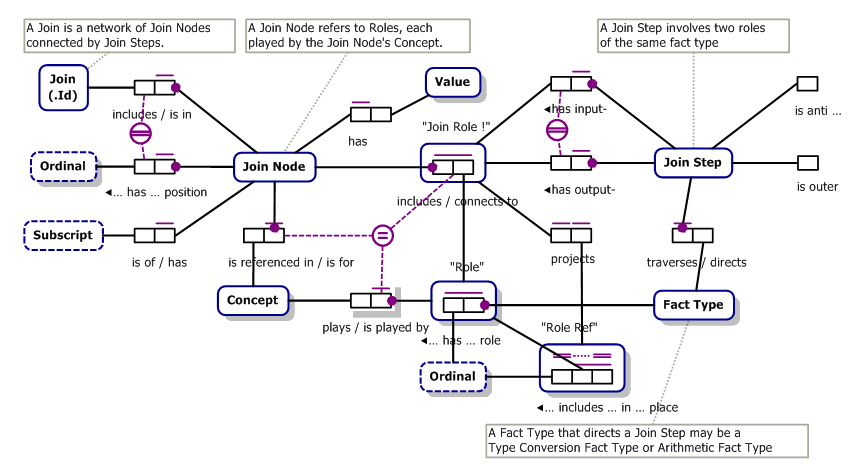 A Join is a network of Join Nodes
connected by Join Steps.
A Join Node refers to Roles, each
played by the Join Node's Concept.
A Join Step involves two roles
of the same fact type
Join
(.Id)
includes / is in
Value
has
"Join Role !"
◄has input-
is anti ...
Ordinal
◄... has ... position
Join Node
includes / connects to
◄has output-
Join Step
is outer
Subscript
is of / has
is referenced in / is for
"Role"
projects
traverses / directs
Concept
plays / is played by
◄... has ... role
"Role Ref"
Fact Type
Ordinal
◄... includes ... in ... place
A Fact Type that directs a Join Step may be a
Type Conversion Fact Type or Arithmetic Fact Type